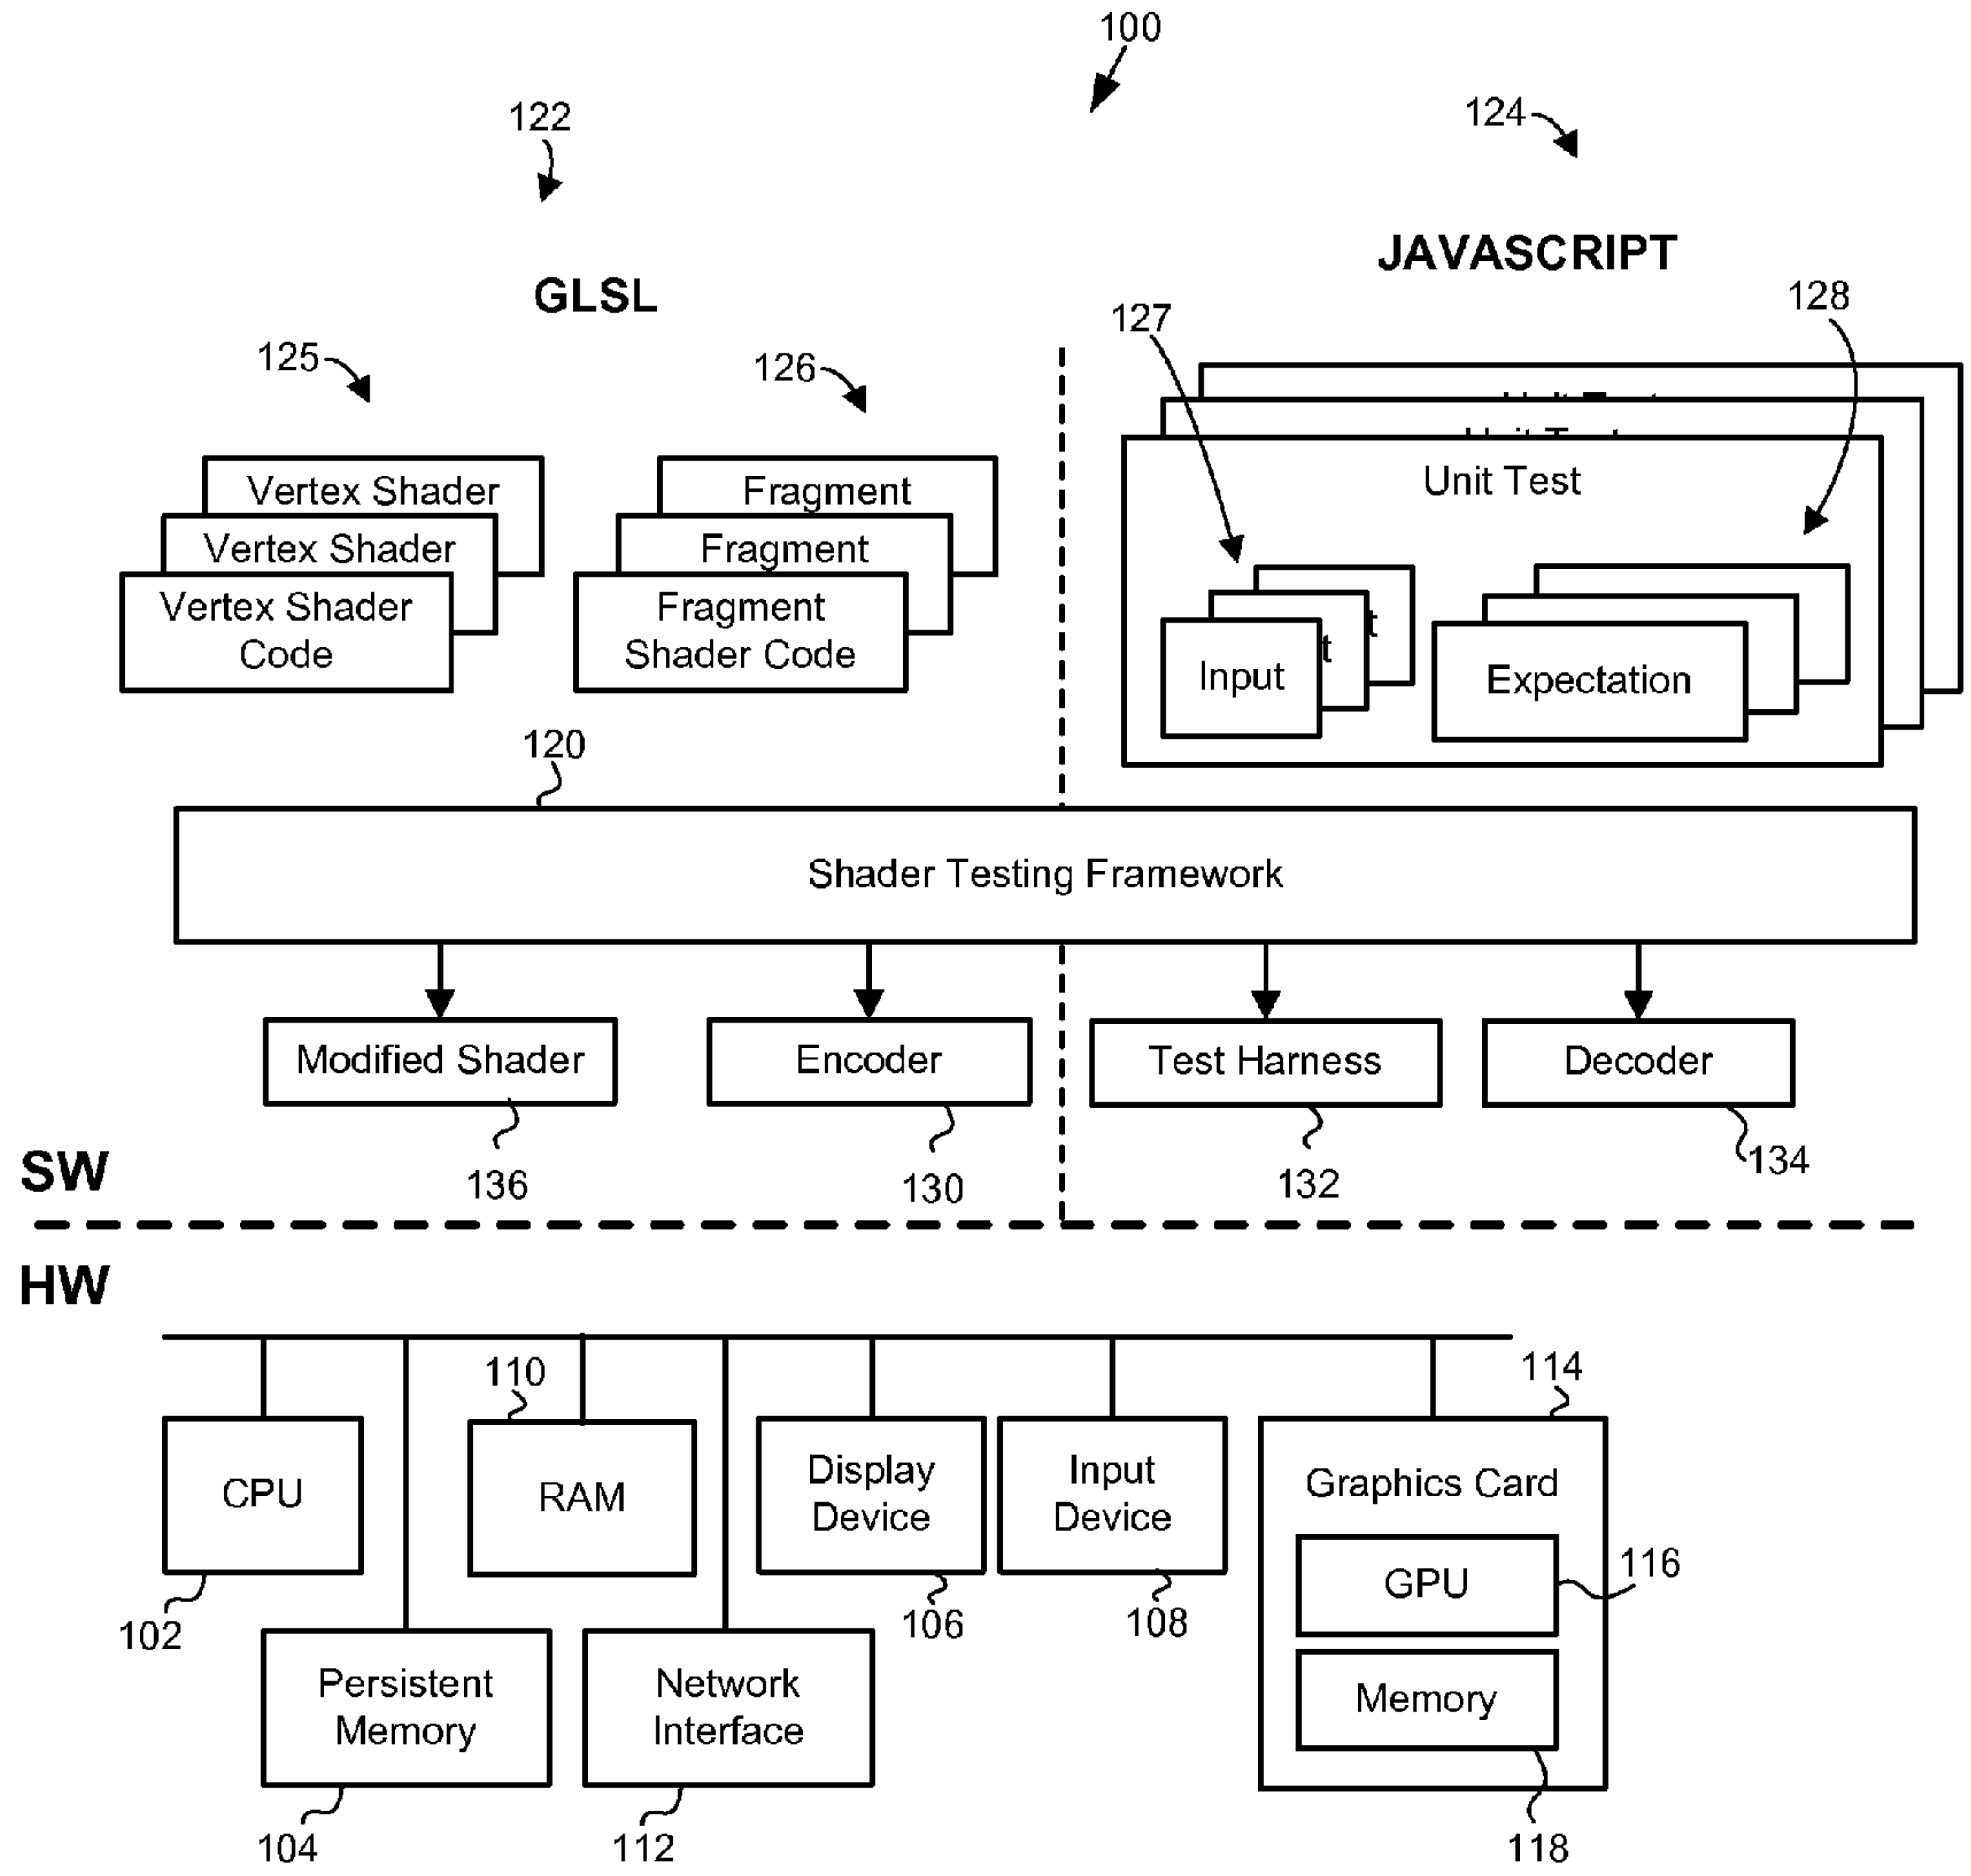 100
122
124
JAVASCRIPT
GLSL
125
126
127
128
Vertex Shader
Vertex Shader
Vertex Shader
Code
Fragment
Fragment
Fragment
Shader Code
Unit Test
Input
Expectation
120
Shader Testing Framework
Modified Shader
Encoder
Test Harness
Decoder
136
130
132
134
SW
HW
110
114
CPU
RAM
Display
Device
Input
Device
Graphics Card
GPU
116
Memory
102
106
108
Persistent
Memory
Network
Interface
104
112
118